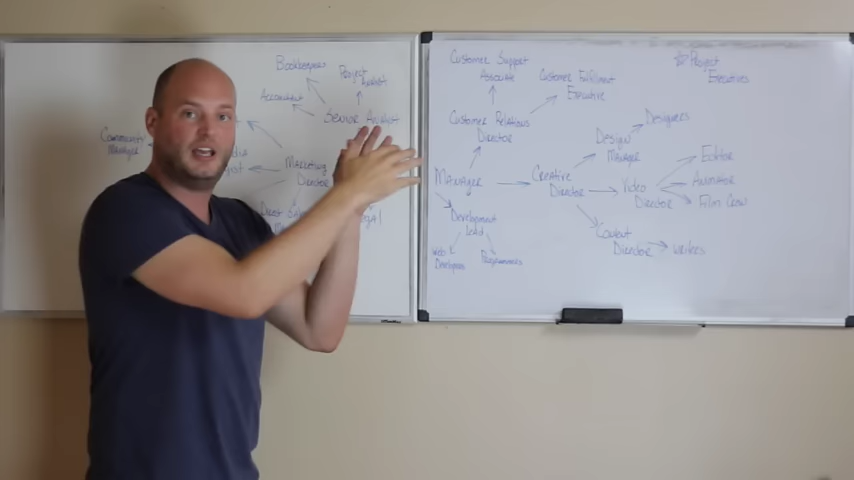 Bookkeepers
Project
Analyst
Accountant
Senior Analyst
Community
Manager
Marketing
Director
Customer Support
Associate
Customer Fulfillment
Executive
Project
Executives
Customer Relations
Director
Designers
Design
Manager
Manager
Creative
Director
Video
Director
Editor
Animator
Film Crew
Development
Lead
Content
Director
Writers
Web
Developers
Programmers